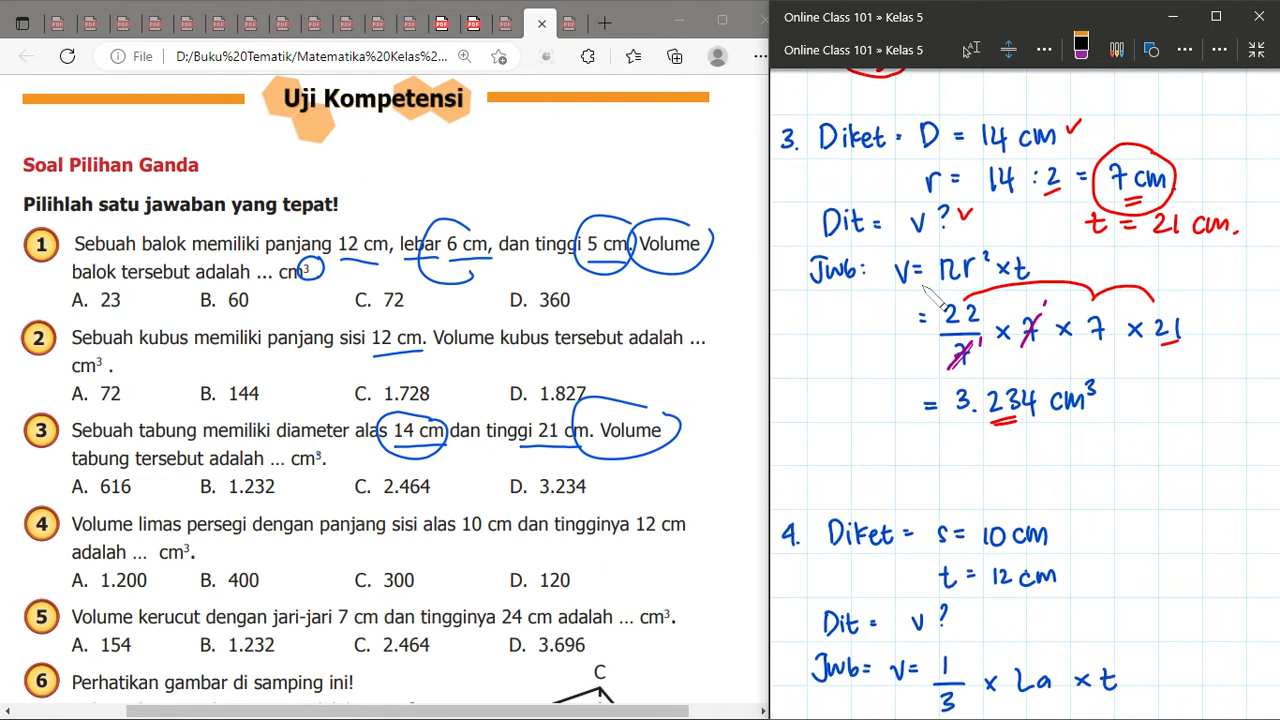 D:/Buku%20Tematik/Matematika%20Kelas%...
Uji Kompetensi
Soal Pilihan Ganda
Pilihlah satu jawaban yang tepat!
1 Sebuah balok memiliki panjang 12 cm, lebar 6 cm, dan tinggi 5 cm. Volume
balok tersebut adalah ... cm³
A. 23 B. 60 C. 72 D. 360
2 Sebuah kubus memiliki panjang sisi 12 cm. Volume kubus tersebut adalah ...
cm³ .
A. 72 B. 144 C. 1.728 D. 1.827
3 Sebuah tabung memiliki diameter alas 14 cm dan tinggi 21 cm. Volume
tabung tersebut adalah ... cm³.
A. 616 B. 1.232 C. 2.464 D. 3.234
4 Volume limas persegi dengan panjang sisi alas 10 cm dan tingginya 12 cm
adalah ... cm³.
A. 1.200 B. 400 C. 300 D. 120
5 Volume kerucut dengan jari-jari 7 cm dan tingginya 24 cm adalah ... cm³.
A. 154 B. 1.232 C. 2.464 D. 3.696
6 Perhatikan gambar di samping ini!
C
Online Class 101 » Kelas 5
Online Class 101 » Kelas 5
3. Diket = D = 14 cm
r = 14 : 2 = 7 cm
Dit = V ? t = 21 cm.
Jwb: V = πr² × t
= 22/7 × 7 × 7 × 21
= 3.234 cm³
4. Diket = s = 10 cm
t = 12 cm
Dit = V ?
Jwb = V = 1/3 × La × t